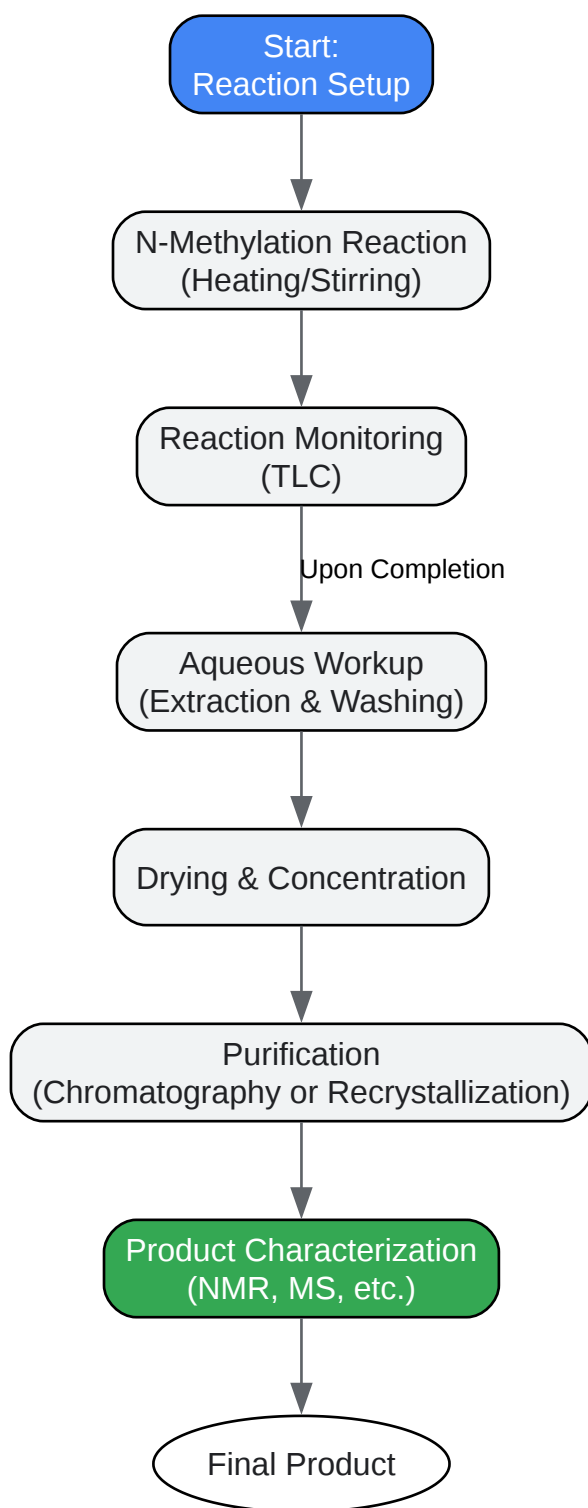 Start:
Reaction Setup
N-Methylation Reaction
(Heating/Stirring)
Reaction Monitoring
(TLC)
Upon Completion
Aqueous Workup
(Extraction & Washing)
Drying & Concentration
Purification
(Chromatography or Recrystallization)
Product Characterization
(NMR, MS, etc.)
Final Product